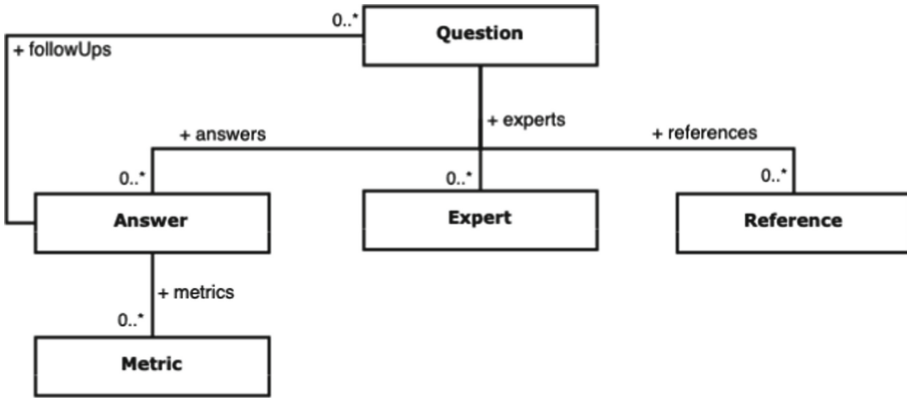 0..*
Question
+ followUps
+ experts
+ answers
+ references
0..*
0..*
0..*
Answer
Expert
Reference
+ metrics
0..*
Metric